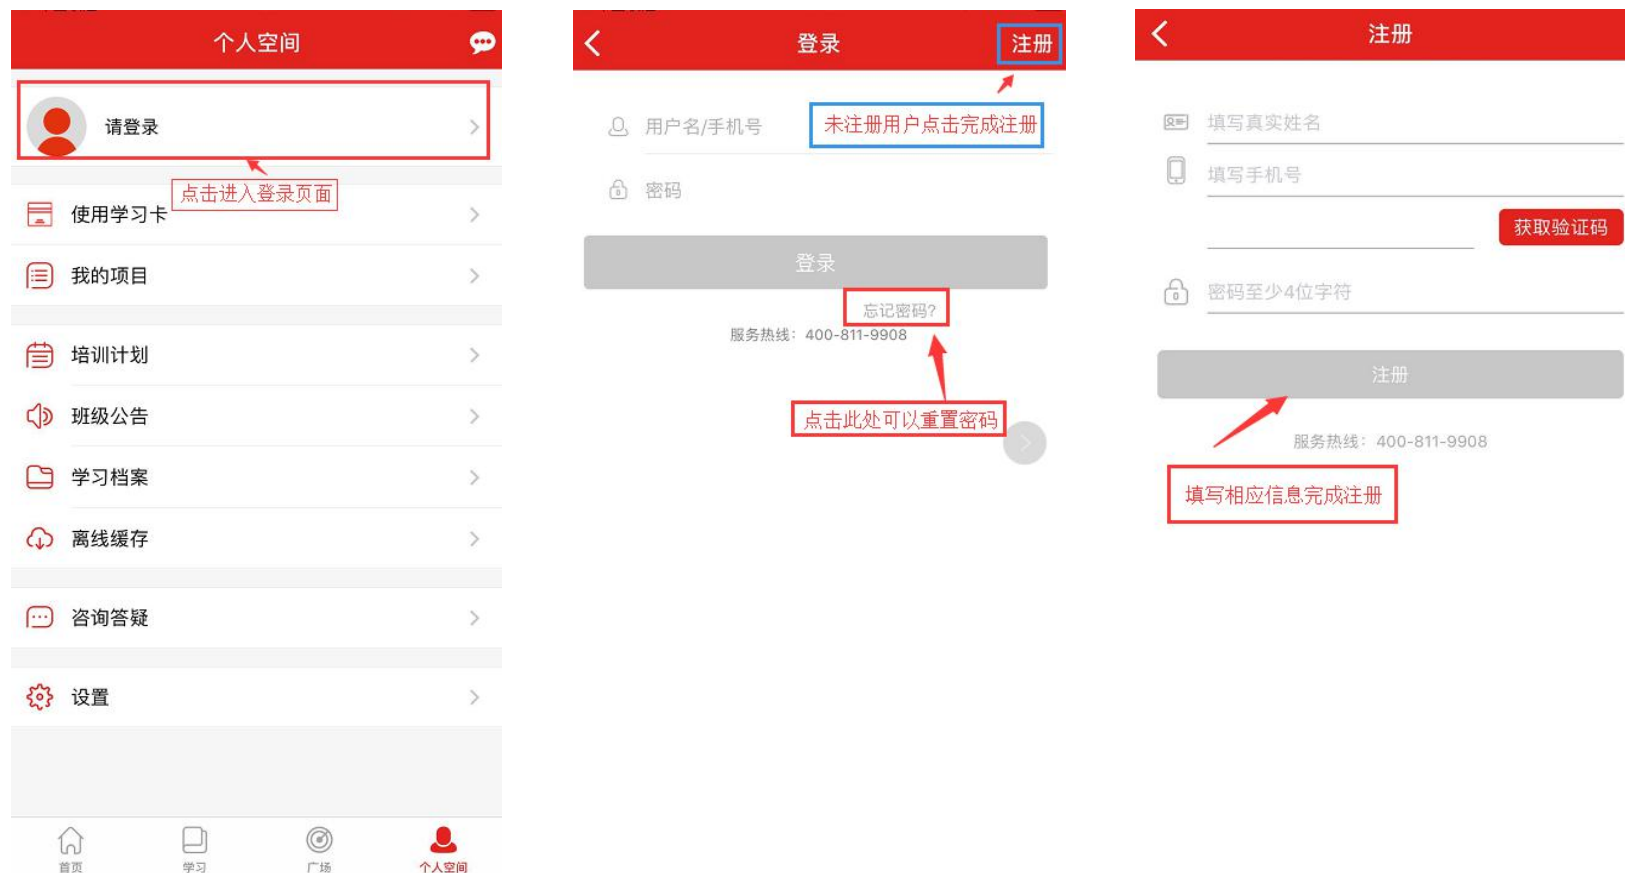 个人空间
请登录
点击进入登录页面
使用学习卡
我的项目
培训计划
班级公告
学习档案
离线缓存
咨询答疑
设置
首页
学习
广场
个人空间
登录
注册
用户名/手机号
未注册用户点击完成注册
密码
登录
忘记密码?
服务热线：400-811-9908
点击此处可以重置密码
注册
填写真实姓名
填写手机号
获取验证码
密码至少4位字符
注册
服务热线：400-811-9908
填写相应信息完成注册